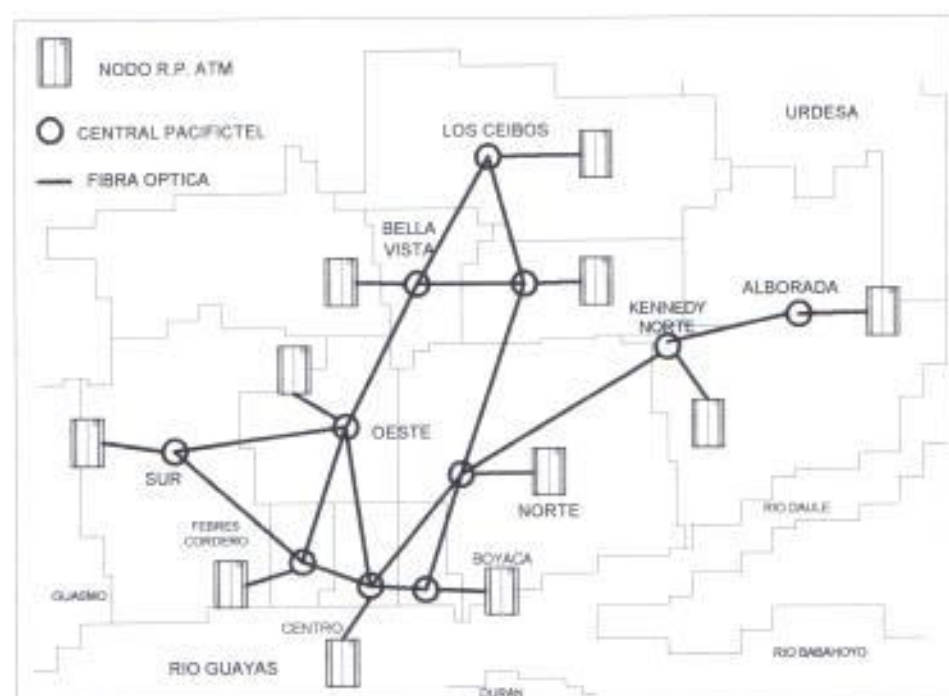 NODO R.P. ATM
CENTRAL PACIFICTEL
FIBRA OPTICA
LOS CEIBOS
URDESA
BELLA
VISTA
KENNEDY
NORTE
ALBORADA
OESTE
SUR
NORTE
RIO DAULE
FEBRES
CORDERO
BOYACA
GUASMO
CENTRO
RIO GUAYAS
RIO BABAHOYO
DURAN